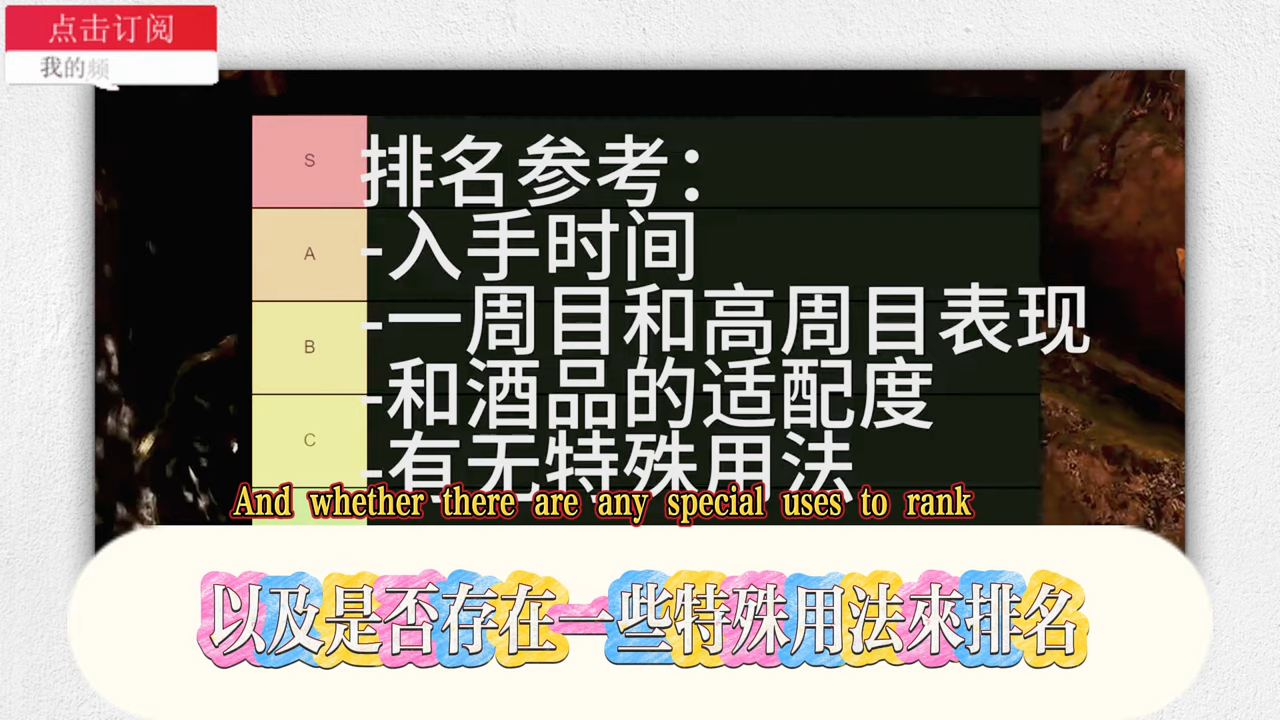 点击订阅
我的频
S
排名参考：
A
-入手时间
B
-一周目和高周目表现
-和酒品的适配度
C
-有无特殊用法
And whether there are any special uses to rank
以及是否存在一些特殊用法來排名